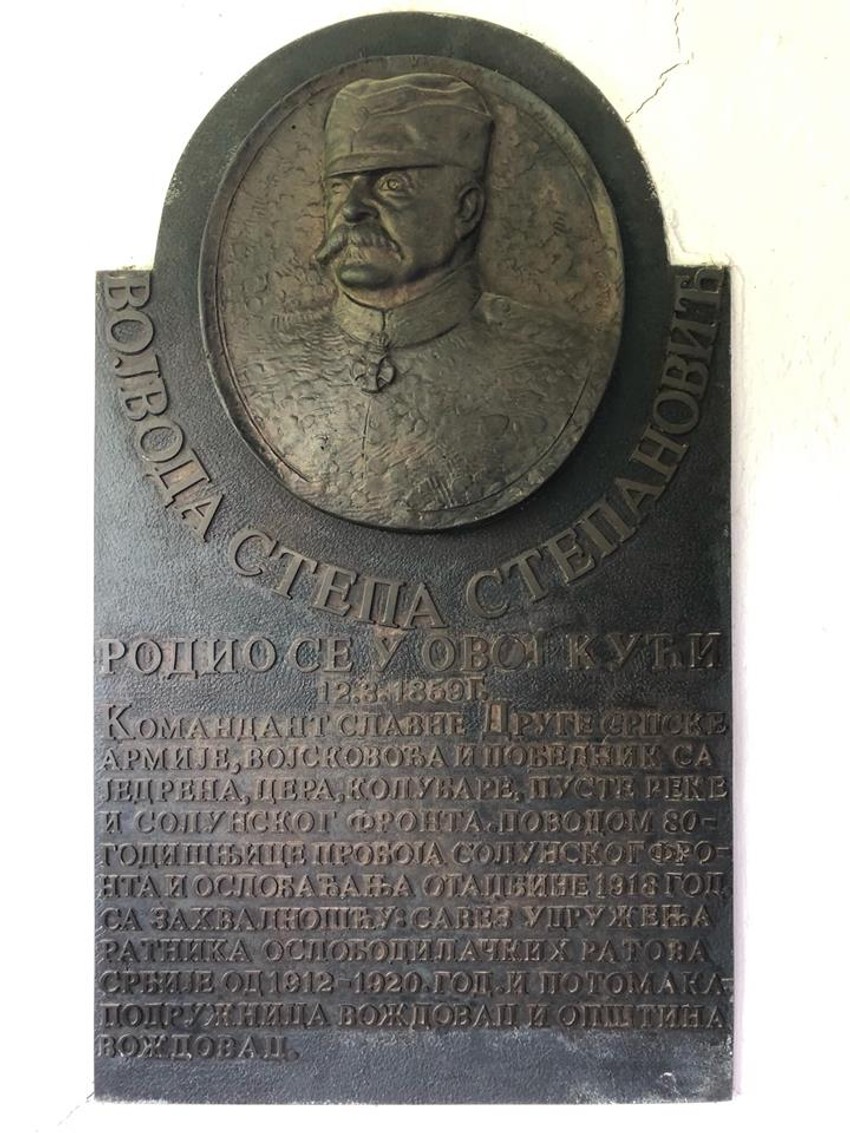 ВОЈВОДА СТЕПА СТЕПАНОВИЋ
РОДИО СЕ У ОВОЈ КУЋИ
12.3.1859Г.
КОМАНДАНТ СЛАВНЕ ДРУГЕ СРПСКЕ
АРМИЈЕ, ВОЈСКОВОЂА И ПОБЕДНИК СА
ЈЕДРЕНА, ЦЕРА, КОЛУБАРЕ, ПУСТЕ РЕКЕ
И СОЛУНСКОГ ФРОНТА. ПОВОДОМ 80-
ГОДИШЊИЦЕ ПРОБОЈА СОЛУНСКОГ ФРО-
НТА И ОСЛОБАЂАЊА ОТАЏБИНЕ 1918 ГОД
СА ЗАХВАЛНОШЋУ: САВЕЗ УДРУЖЕЊА
РАТНИКА ОСЛОБОДИЛАЧКИХ РАТОВА
СРБИЈЕ ОД 1912-1920. ГОД. И ПОТОМАКА-
ПОДРУЖНИЦА ВОЖДОВАЦ И ОПШТИНА
ВОЖДОВАЦ.